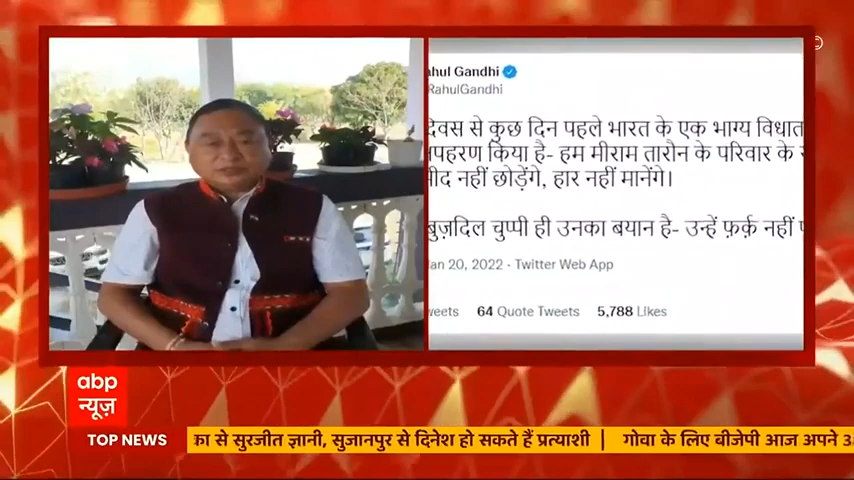 ahul Gandhi
RahulGandhi
दिवस से कुछ दिन पहले भारत के एक भाग्य विधात
अपहरण किया है- हम मीराम तारौन के परिवार के
मीद नहीं छोड़ेंगे, हार नहीं मानेंगे।
बुज़दिल चुप्पी ही उनका बयान है- उन्हें फ़र्क़ नहीं
an 20, 2022 · Twitter Web App
weets 64 Quote Tweets 5,788 Likes
abp
न्यूज़
TOP NEWS
का से सुरजीत ज्ञानी, सुजानपुर से दिनेश हो सकते हैं प्रत्याशी | गोवा के लिए बीजेपी आज अपने